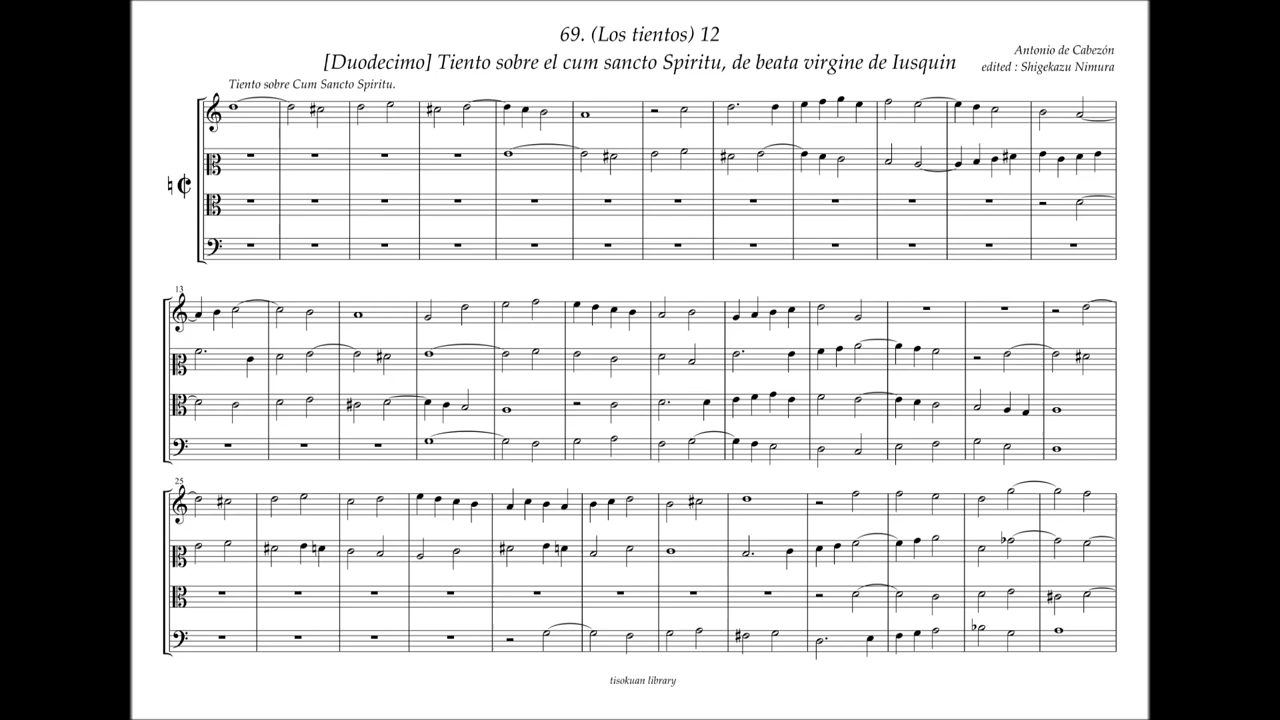 69. (Los tientos) 12
[Duodecimo] Tiento sobre el cum sancto Spiritu, de beata virgine de Iusquin
Antonio de Cabezón
edited : Shigekazu Nimura
Tiento sobre Cum Sancto Spiritu.
13
25
tisokuan library